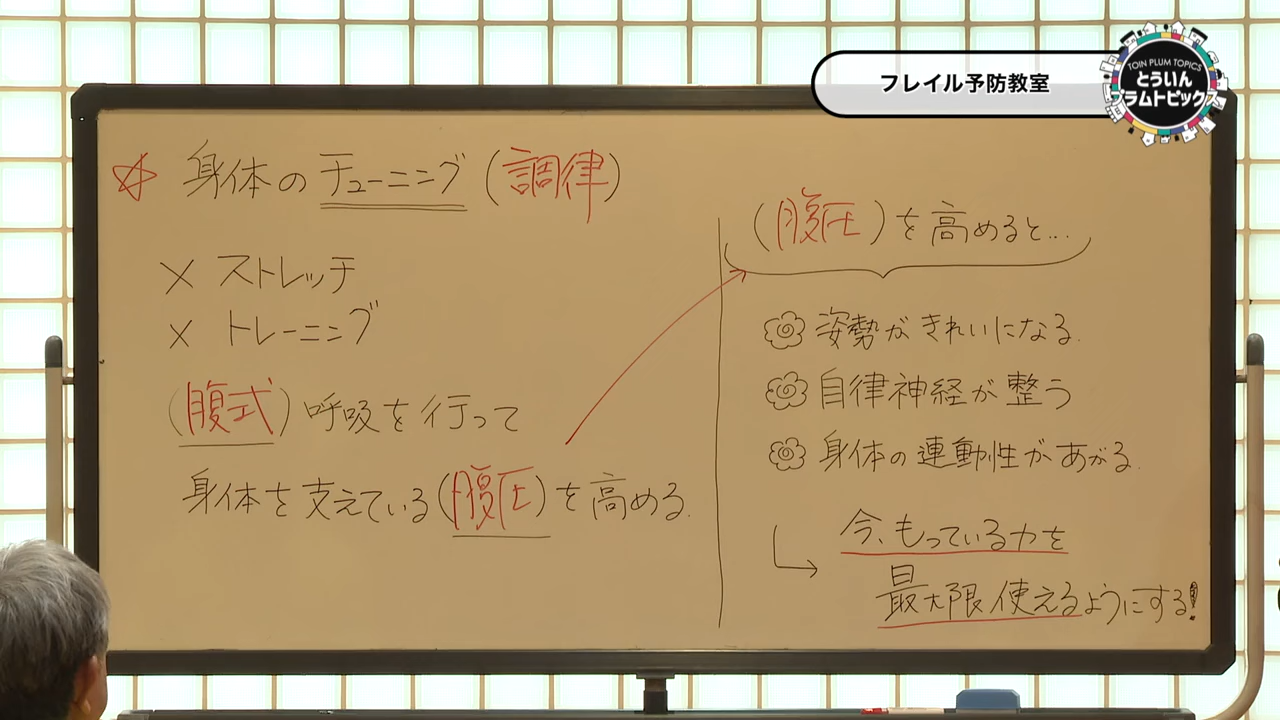 フレイル予防教室
TOIN PLUM TOPICS
とういん
プラムトピックス
☆ 身体のチューニング(調律)
× ストレッチ
× トレーニング
(腹式)呼吸を行って
身体を支えている(腹圧)を高める.
(腹圧)を高めると...
姿勢がきれいになる.
自律神経が整う
身体の連動性があがる.
今、もっている力を
最大限使えるようにする!